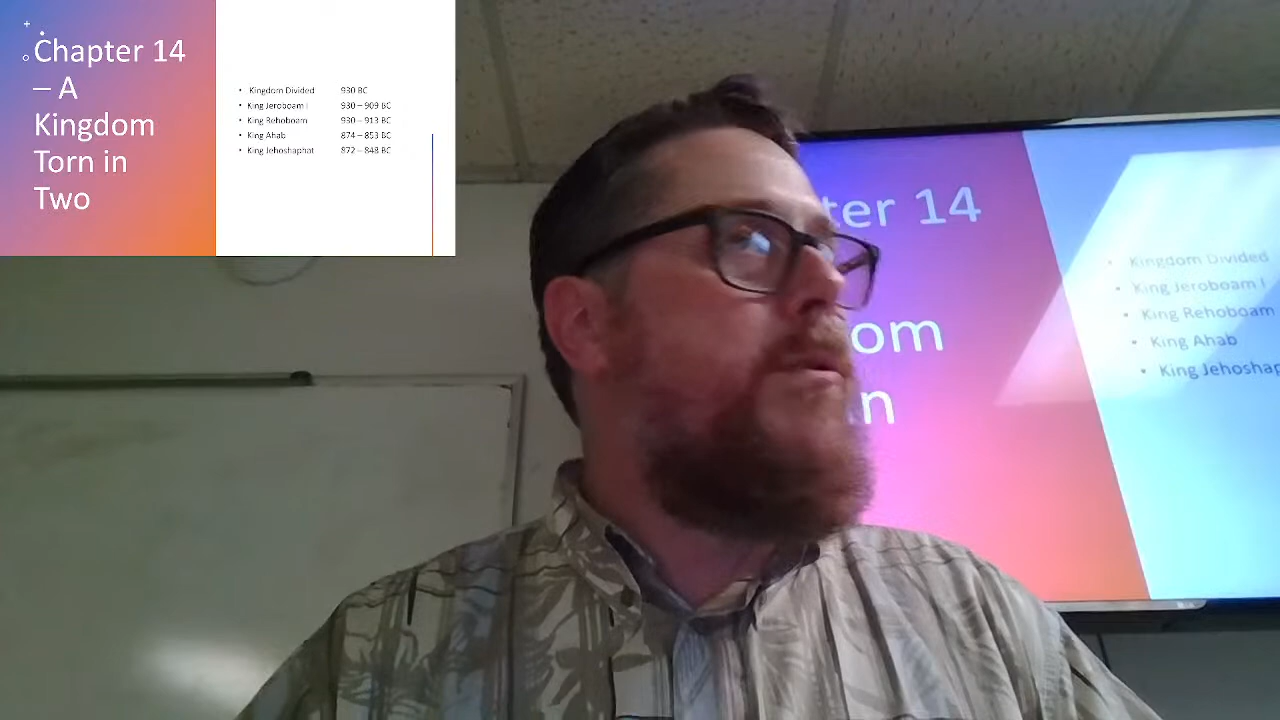 Chapter 14
– A
Kingdom
Torn in
Two
• Kingdom Divided 930 BC
• King Jeroboam I 930 – 909 BC
• King Rehoboam 930 – 913 BC
• King Ahab 874 – 853 BC
• King Jehoshaphat 872 – 848 BC
ter 14
om
n
• Kingdom Divided
• King Jeroboam I
• King Rehoboam
• King Ahab
• King Jehoshap